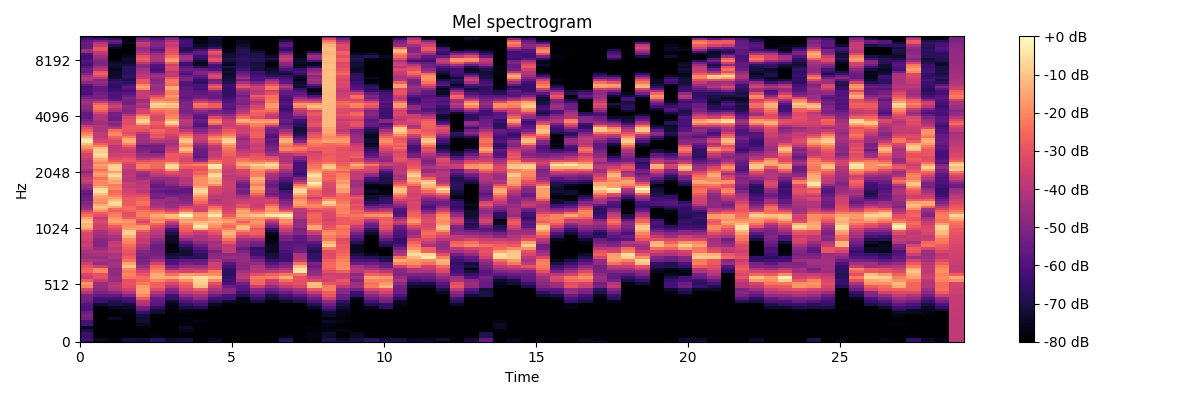 Mel spectrogram
Hz
8192
4096
2048
1024
512
0
0 5 10 15 20 25
Time
+0 dB
-10 dB
-20 dB
-30 dB
-40 dB
-50 dB
-60 dB
-70 dB
-80 dB